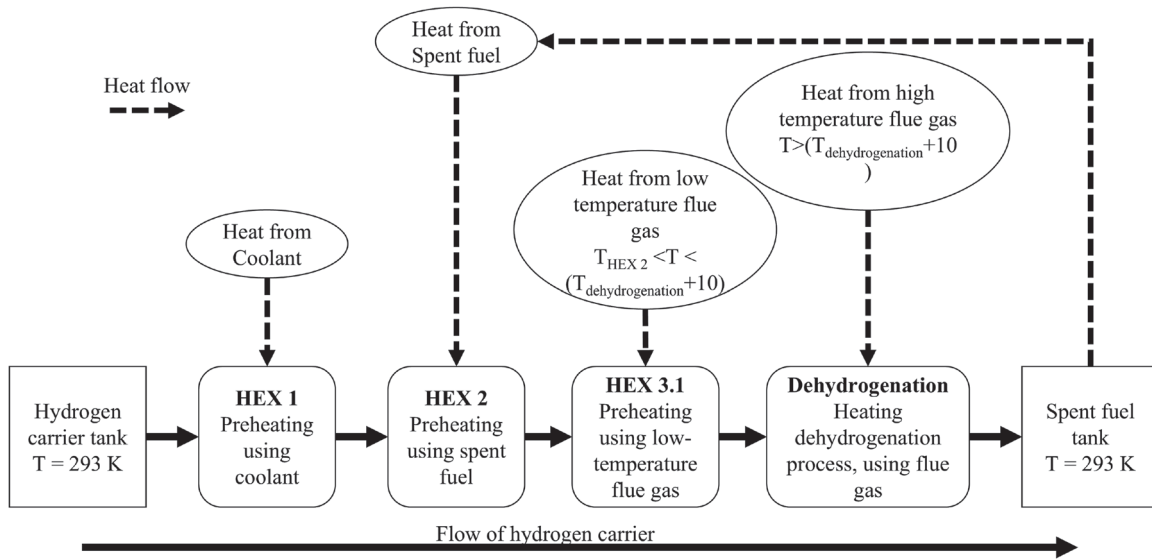 Heat from
Spent fuel
Heat flow
Heat from high
temperature flue gas
T>(Tdehydrogenation+10
)
Heat from low
temperature flue
gas
THEX 2 <T <
(Tdehydrogenation+10)
Heat from
Coolant
Hydrogen
carrier tank
T = 293 K
HEX 1
Preheating
using
coolant
HEX 2
Preheating
using spent
fuel
HEX 3.1
Preheating
using low-
temperature
flue gas
Dehydrogenation
Heating
dehydrogenation
process, using flue
gas
Spent fuel
tank
T = 293 K
Flow of hydrogen carrier